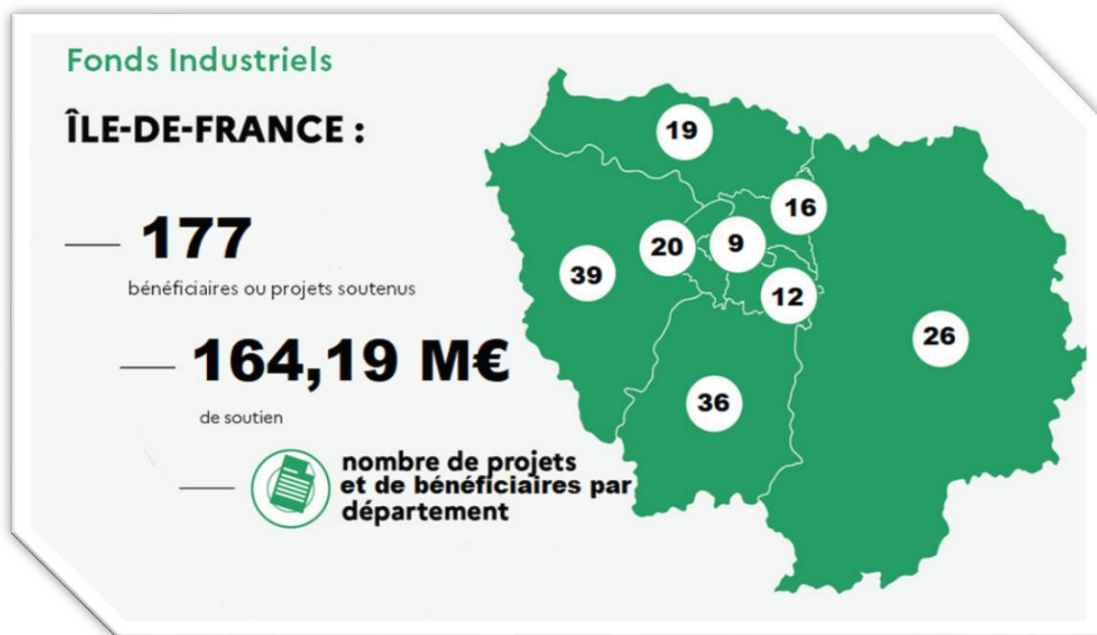 Fonds Industriels
ÎLE-DE-FRANCE :
177
bénéficiaires ou projets soutenus
164,19 M€
de soutien
nombre de projets
et de bénéficiaires par
département
19
16
20
9
39
12
26
36